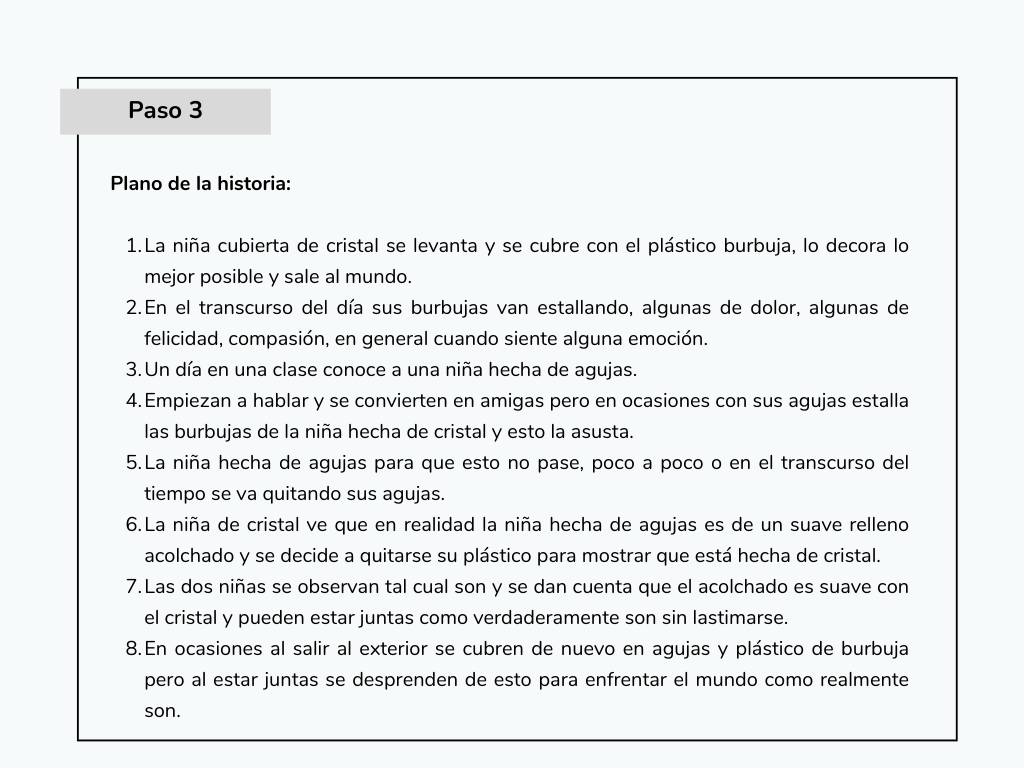 Paso 3
Plano de la historia:
1. La niña cubierta de cristal se levanta y se cubre con el plástico burbuja, lo decora lo
mejor posible y sale al mundo.
2. En el transcurso del día sus burbujas van estallando, algunas de dolor, algunas de
felicidad, compasión, en general cuando siente alguna emoción.
3. Un día en una clase conoce a una niña hecha de agujas.
4. Empiezan a hablar y se convierten en amigas pero en ocasiones con sus agujas estalla
las burbujas de la niña hecha de cristal y esto la asusta.
5. La niña hecha de agujas para que esto no pase, poco a poco o en el transcurso del
tiempo se va quitando sus agujas.
6. La niña de cristal ve que en realidad la niña hecha de agujas es de un suave relleno
acolchado y se decide a quitarse su plástico para mostrar que está hecha de cristal.
7. Las dos niñas se observan tal cual son y se dan cuenta que el acolchado es suave con
el cristal y pueden estar juntas como verdaderamente son sin lastimarse.
8. En ocasiones al salir al exterior se cubren de nuevo en agujas y plástico de burbuja
pero al estar juntas se desprenden de esto para enfrentar el mundo como realmente
son.